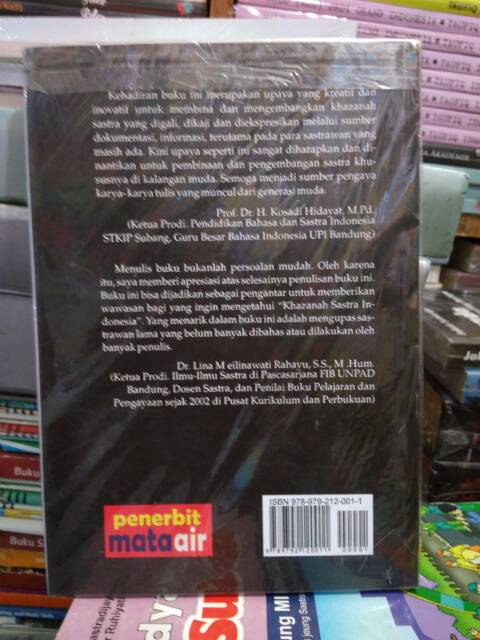 ORANG INDONESIA
TAUFIQ
Kehadiran buku ini merupakan upaya yang kreatif dan
inovatif untuk membina dan mengembangkan khazanah
sastra yang digali, dikaji dan diekspresikan melalui sumber
dokumentasi, informasi, terutama pada para sastrawan yang
masih ada. Kini upaya seperti ini sangat diharapkan dan di-
nantikan untuk pembinaan dan pengembangan sastra khu-
susnya di kalangan muda. Semoga menjadi sumber pengaya
karya-karya tulis yang muncul dari generasi muda.
Prof. Dr. H. Kosadi Hidayat, M.Pd.,
(Ketua Prodi. Pendidikan Bahasa dan Sastra Indonesia
STKIP Subang, Guru Besar Bahasa Indonesia UPI Bandung)
Menulis buku bukanlah persoalan mudah. Oleh karena
itu, saya memberi apresiasi atas selesainya penulisan buku ini.
Buku ini bisa dijadikan sebagai pengantar untuk memberikan
wawasan bagi yang ingin mengetahui "Khazanah Sastra In-
donesia". Yang menarik dalam buku ini adalah mengupas sas-
trawan lama yang belum banyak dibahas atau dilakukan oleh
banyak penulis.
Dr. Lina M eilinawati Rahayu, S.S., M .Hum.
(Ketua Prodi. Ilmu-Ilmu Sastra di Pascasarjana FIB UNPAD
Bandung, Dosen Sastra, dan Penilai Buku Pelajaran dan
Pengayaan sejak 2002 di Pusat Kurikulum dan Perbukuan)
penerbit
mataair
ISBN 978-979-212-001-1
9789792120011
00001
Buku
Buku S